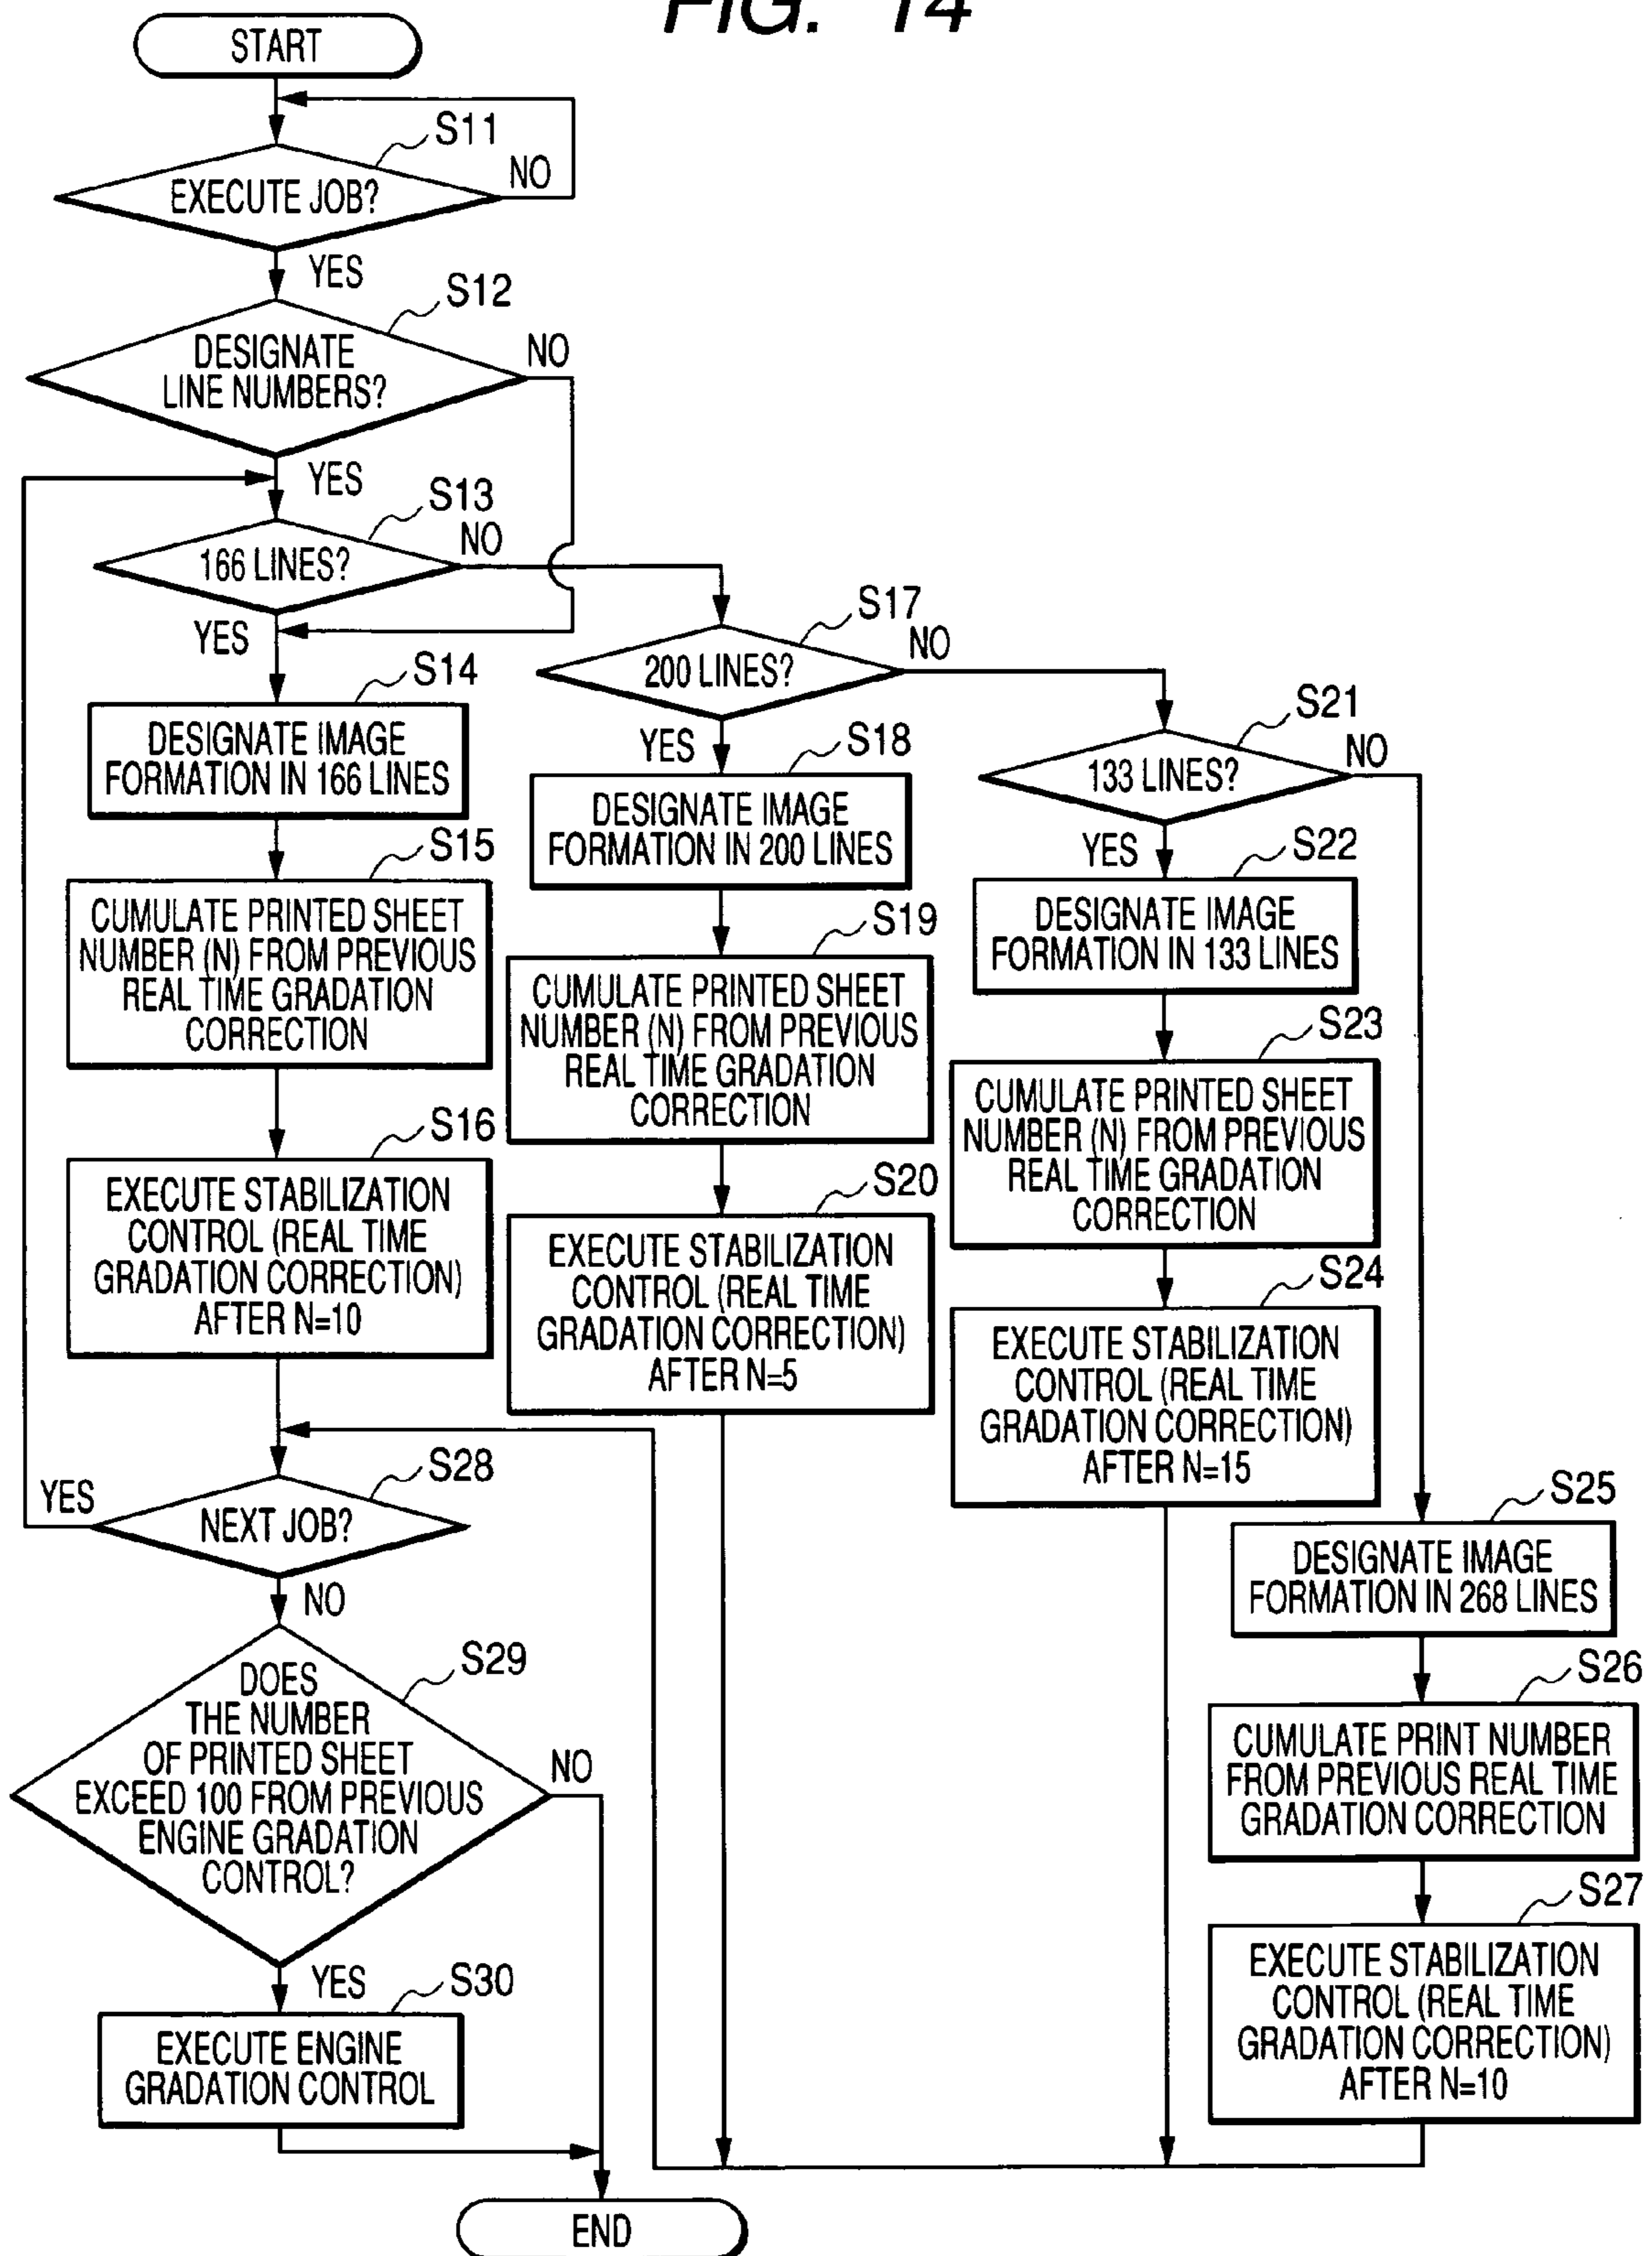 FIG. 14
START
S11
EXECUTE JOB?
NO
YES
S12
DESIGNATE
LINE NUMBERS?
NO
YES
S13
166 LINES?
NO
YES
S14
DESIGNATE IMAGE
FORMATION IN 166 LINES
S15
CUMULATE PRINTED SHEET
NUMBER (N) FROM PREVIOUS
REAL TIME GRADATION
CORRECTION
S16
EXECUTE STABILIZATION
CONTROL (REAL TIME
GRADATION CORRECTION)
AFTER N=10
S17
200 LINES?
NO
YES
S18
DESIGNATE IMAGE
FORMATION IN 200 LINES
S19
CUMULATE PRINTED SHEET
NUMBER (N) FROM PREVIOUS
REAL TIME GRADATION
CORRECTION
S20
EXECUTE STABILIZATION
CONTROL (REAL TIME
GRADATION CORRECTION)
AFTER N=5
S21
133 LINES?
NO
YES
S22
DESIGNATE IMAGE
FORMATION IN 133 LINES
S23
CUMULATE PRINTED SHEET
NUMBER (N) FROM PREVIOUS
REAL TIME GRADATION
CORRECTION
S24
EXECUTE STABILIZATION
CONTROL (REAL TIME
GRADATION CORRECTION)
AFTER N=15
S25
DESIGNATE IMAGE
FORMATION IN 268 LINES
S26
CUMULATE PRINT NUMBER
FROM PREVIOUS REAL TIME
GRADATION CORRECTION
S27
EXECUTE STABILIZATION
CONTROL (REAL TIME
GRADATION CORRECTION)
AFTER N=10
S28
YES
NEXT JOB?
NO
S29
DOES
THE NUMBER
OF PRINTED SHEET
EXCEED 100 FROM PREVIOUS
ENGINE GRADATION
CONTROL?
NO
YES
S30
EXECUTE ENGINE
GRADATION CONTROL
END